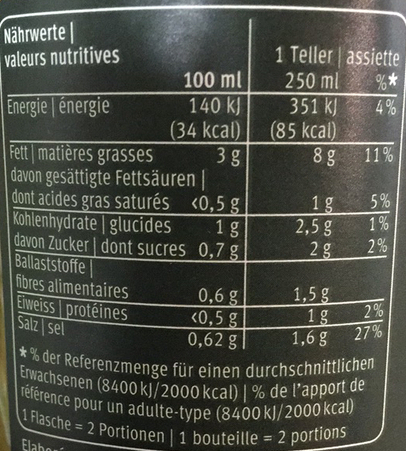 Nährwerte |
valeurs nutritives
1 Teller | assiette
100 ml 250 ml %*
Energie | énergie 140 kJ 351 kJ 4%
(34 kcal) (85 kcal)
Fett | matières grasses 3 g 8 g 11%
davon gesättigte Fettsäuren |
dont acides gras saturés <0,5 g 1 g 5%
Kohlenhydrate | glucides 1 g 2,5 g 1%
davon Zucker | dont sucres 0,7 g 2 g 2%
Ballaststoffe |
fibres alimentaires 0,6 g 1,5 g
Eiweiss | protéines <0,5 g 1 g 2%
Salz | sel 0,62 g 1,6 g 27%
* % der Referenzmenge für einen durchschnittlichen
Erwachsenen (8400 kJ/2000 kcal) | % de l'apport de
référence pour un adulte-type (8400 kJ/2000 kcal)
1 Flasche = 2 Portionen | 1 bouteille = 2 portions